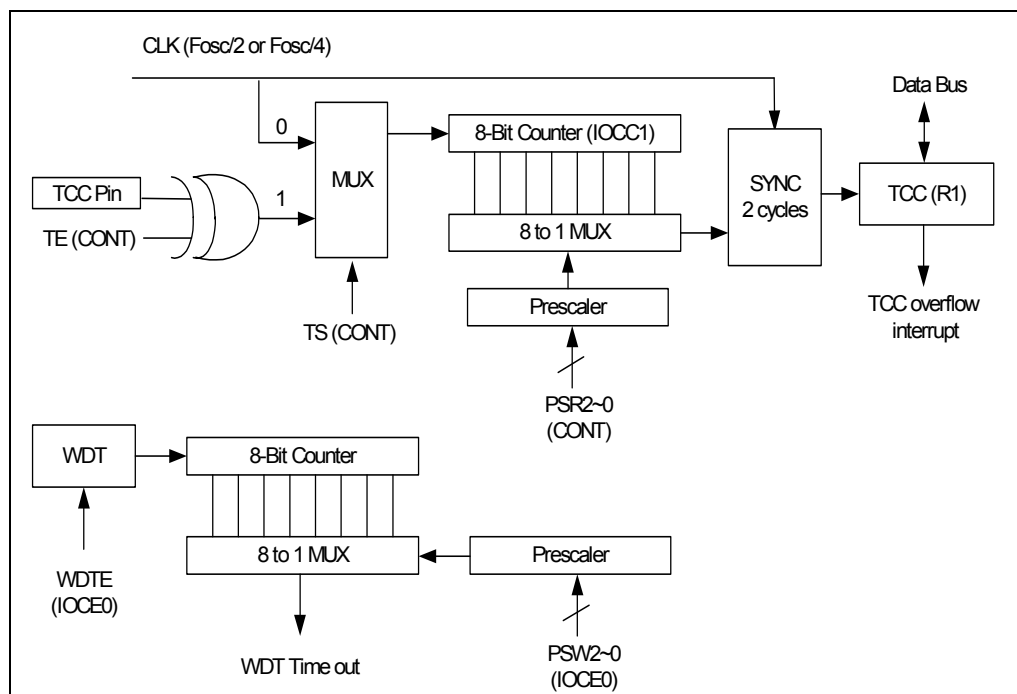 CLK (Fosc/2 or Fosc/4)
Data Bus
0
8-Bit Counter (IOCC1)
MUX
SYNC
2 cycles
TCC (R1)
TCC Pin
1
TE (CONT)
8 to 1 MUX
Prescaler
TS (CONT)
TCC overflow
interrupt
PSR2~0
(CONT)
WDT
8-Bit Counter
8 to 1 MUX
Prescaler
WDTE
(IOCE0)
WDT Time out
PSW2~0
(IOCE0)